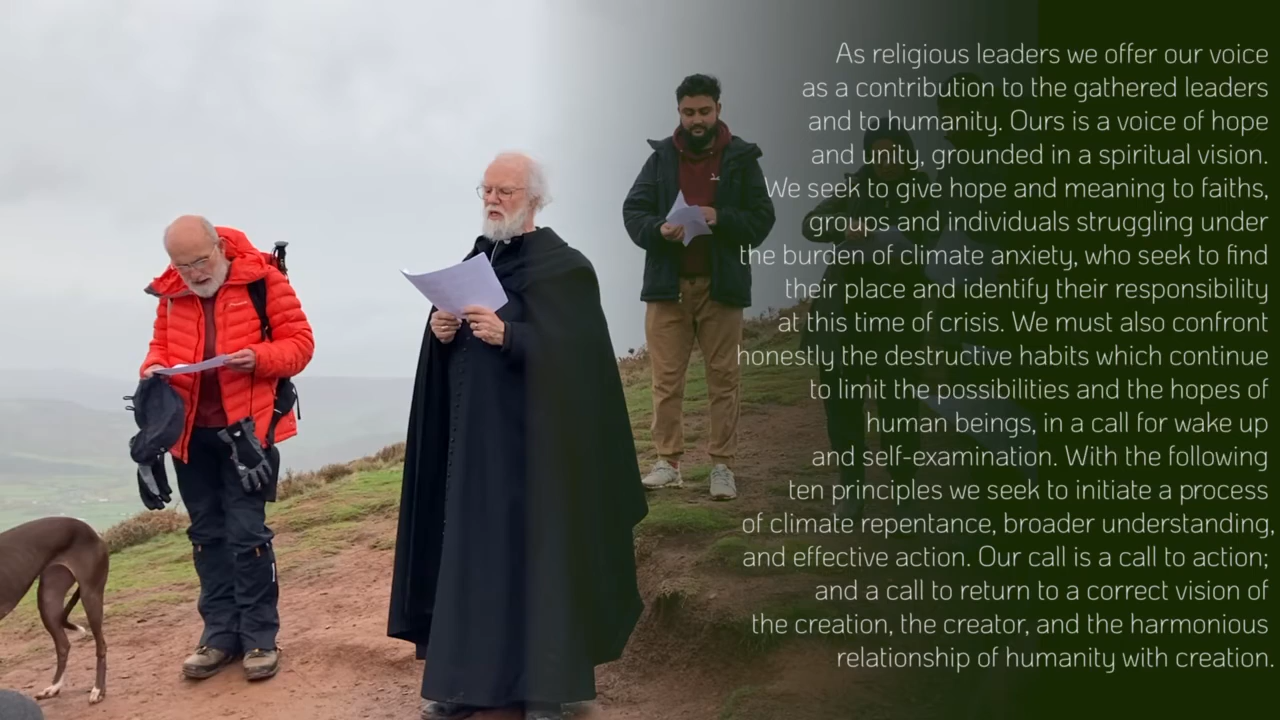 As religious leaders we offer our voice
as a contribution to the gathered leaders
and to humanity. Ours is a voice of hope
and unity, grounded in a spiritual vision.
We seek to give hope and meaning to faiths,
groups and individuals struggling under
the burden of climate anxiety, who seek to find
their place and identify their responsibility
at this time of crisis. We must also confront
honestly the destructive habits which continue
to limit the possibilities and the hopes of
human beings, in a call for wake up
and self-examination. With the following
ten principles we seek to initiate a process
of climate repentance, broader understanding,
and effective action. Our call is a call to action;
and a call to return to a correct vision of
the creation, the creator, and the harmonious
relationship of humanity with creation.